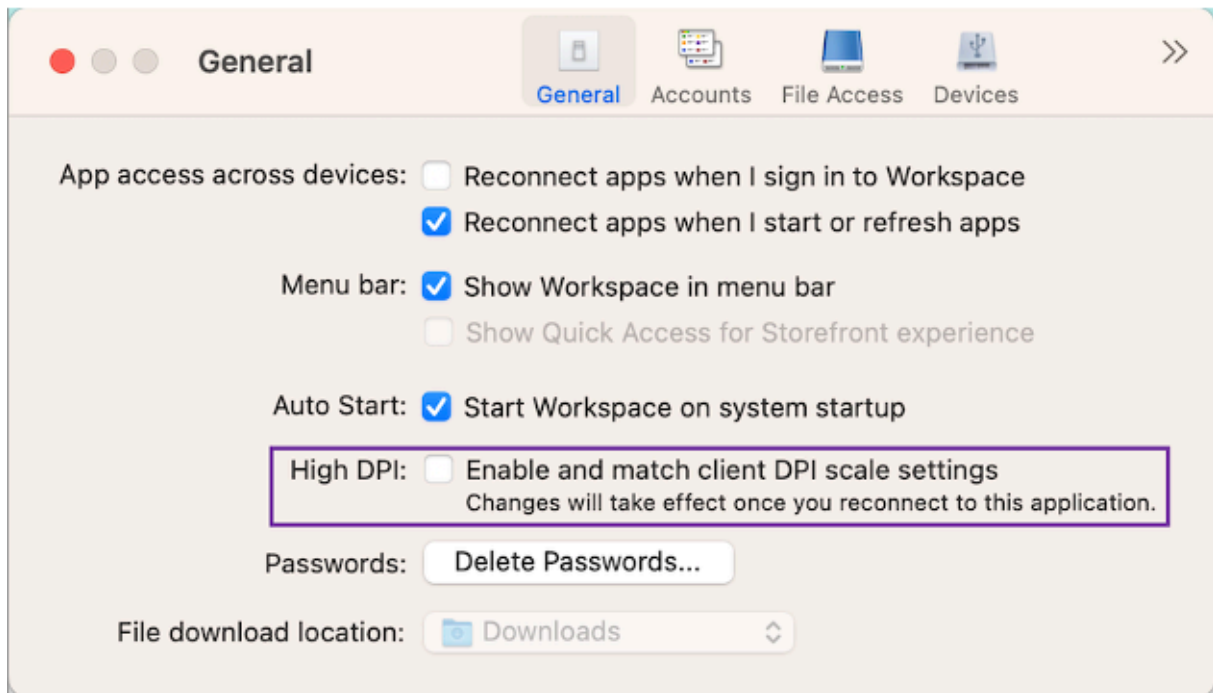 General
General Accounts File Access Devices
App access across devices: Reconnect apps when I sign in to Workspace
Reconnect apps when I start or refresh apps
Menu bar: Show Workspace in menu bar
Show Quick Access for Storefront experience
Auto Start: Start Workspace on system startup
High DPI: Enable and match client DPI scale settings
Changes will take effect once you reconnect to this application.
Passwords: Delete Passwords...
File download location: Downloads